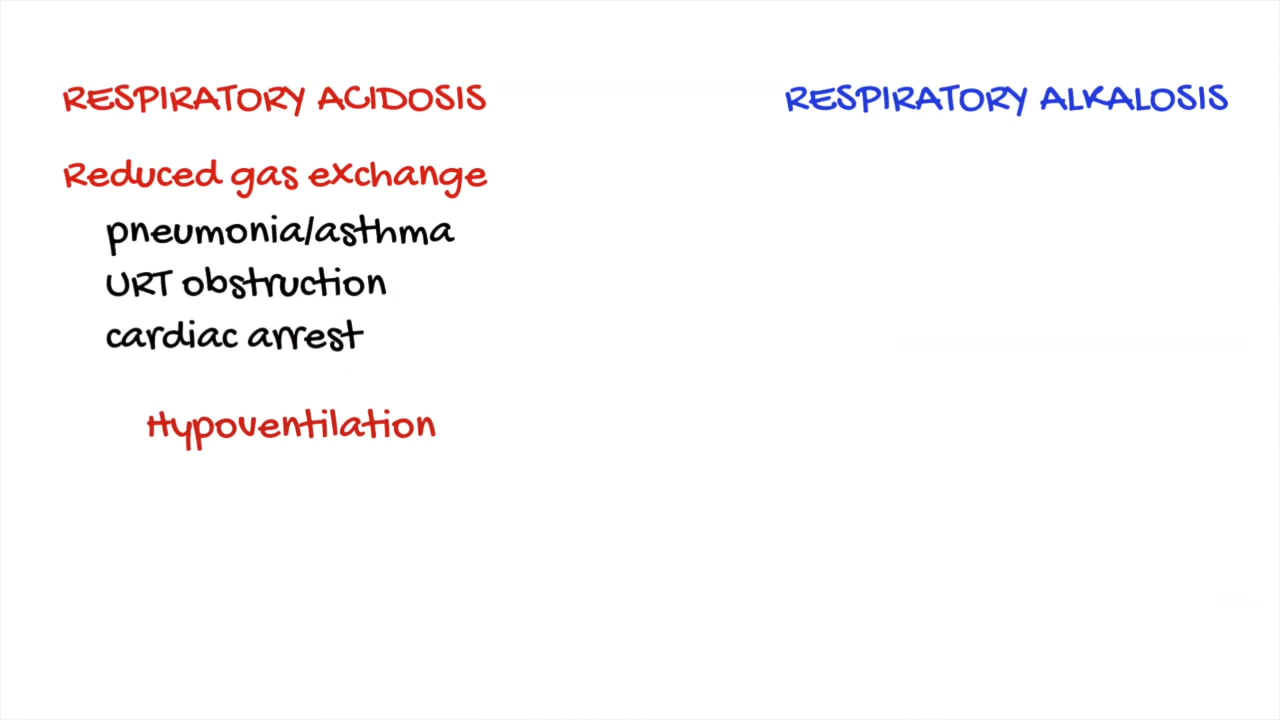 RESPIRATORY ACIDOSIS
RESPIRATORY ALKALOSIS
Reduced gas exchange
pneumonia/asthma
URT obstruction
cardiac arrest
Hypoventilation